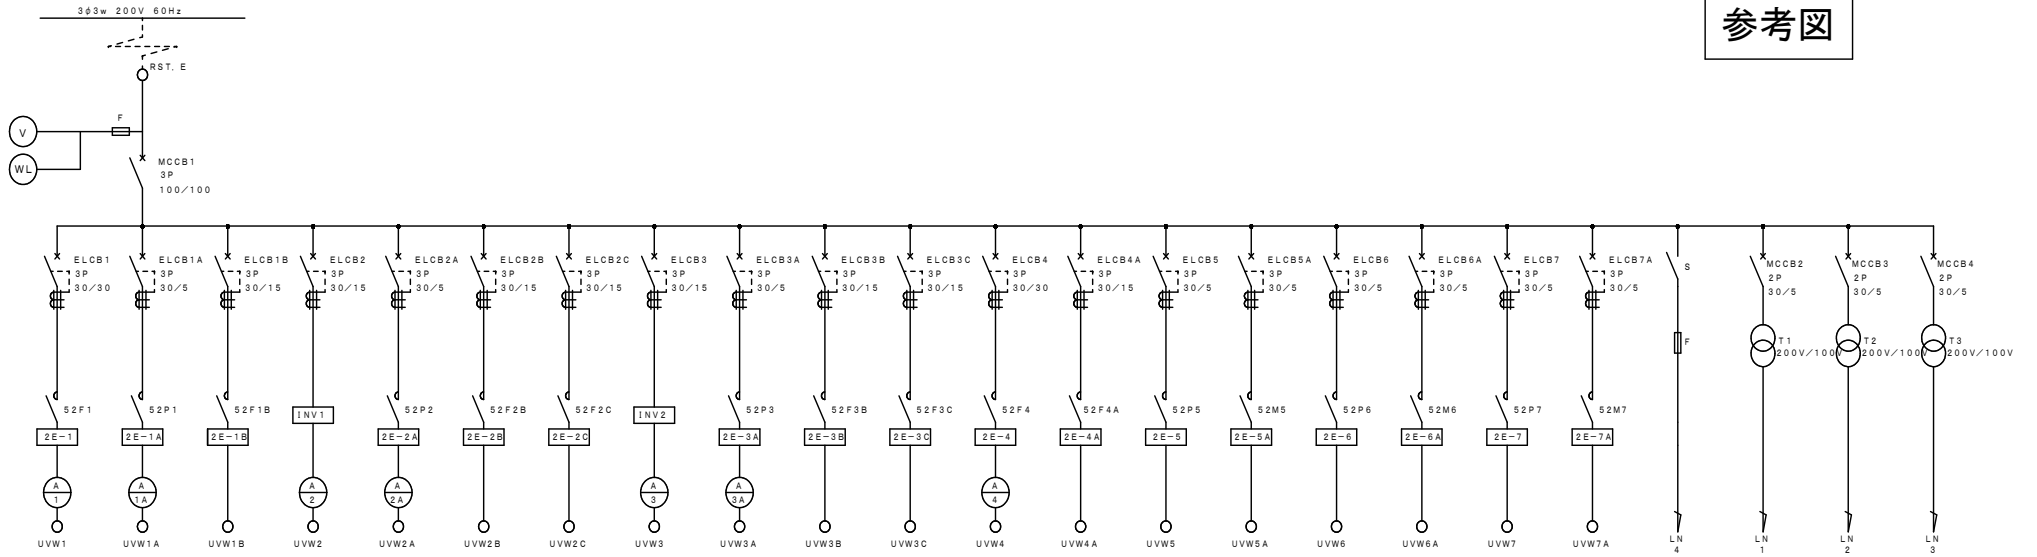 3φ3w 200V 60Hz
参考図
RST, E
F
V
WL
MCCB1
3P
100/100
ELCB1
3P
30/30
ELCB1A
3P
30/5
ELCB1B
3P
30/15
ELCB2
3P
30/15
ELCB2A
3P
30/5
ELCB2B
3P
30/15
ELCB2C
3P
30/15
ELCB3
3P
30/15
ELCB3A
3P
30/5
ELCB3B
3P
30/15
ELCB3C
3P
30/15
ELCB4
3P
30/30
ELCB4A
3P
30/15
ELCB5
3P
30/5
ELCB5A
3P
30/5
ELCB6
3P
30/5
ELCB6A
3P
30/5
ELCB7
3P
30/5
ELCB7A
3P
30/5
S
MCCB2
2P
30/5
MCCB3
2P
30/5
MCCB4
2P
30/5
F
T1
200V/100V
T2
200V/100V
T3
200V/100V
52F1
52P1
52F1B
INV1
52P2
52F2B
52F2C
INV2
52P3
52F3B
52F3C
52F4
52F4A
52P5
52M5
52P6
52M6
52P7
52M7
2E-1
2E-1A
2E-1B
2E-2A
2E-2B
2E-2C
2E-3A
2E-3B
2E-3C
2E-4
2E-4A
2E-5
2E-5A
2E-6
2E-6A
2E-7
2E-7A
A
1
A
1A
A
2
A
2A
A
3
A
3A
A
4
UVW1
UVW1A
UVW1B
UVW2
UVW2A
UVW2B
UVW2C
UVW3
UVW3A
UVW3B
UVW3C
UVW4
UVW4A
UVW5
UVW5A
UVW6
UVW6A
UVW7
UVW7A
LN
4
LN
1
LN
2
LN
3